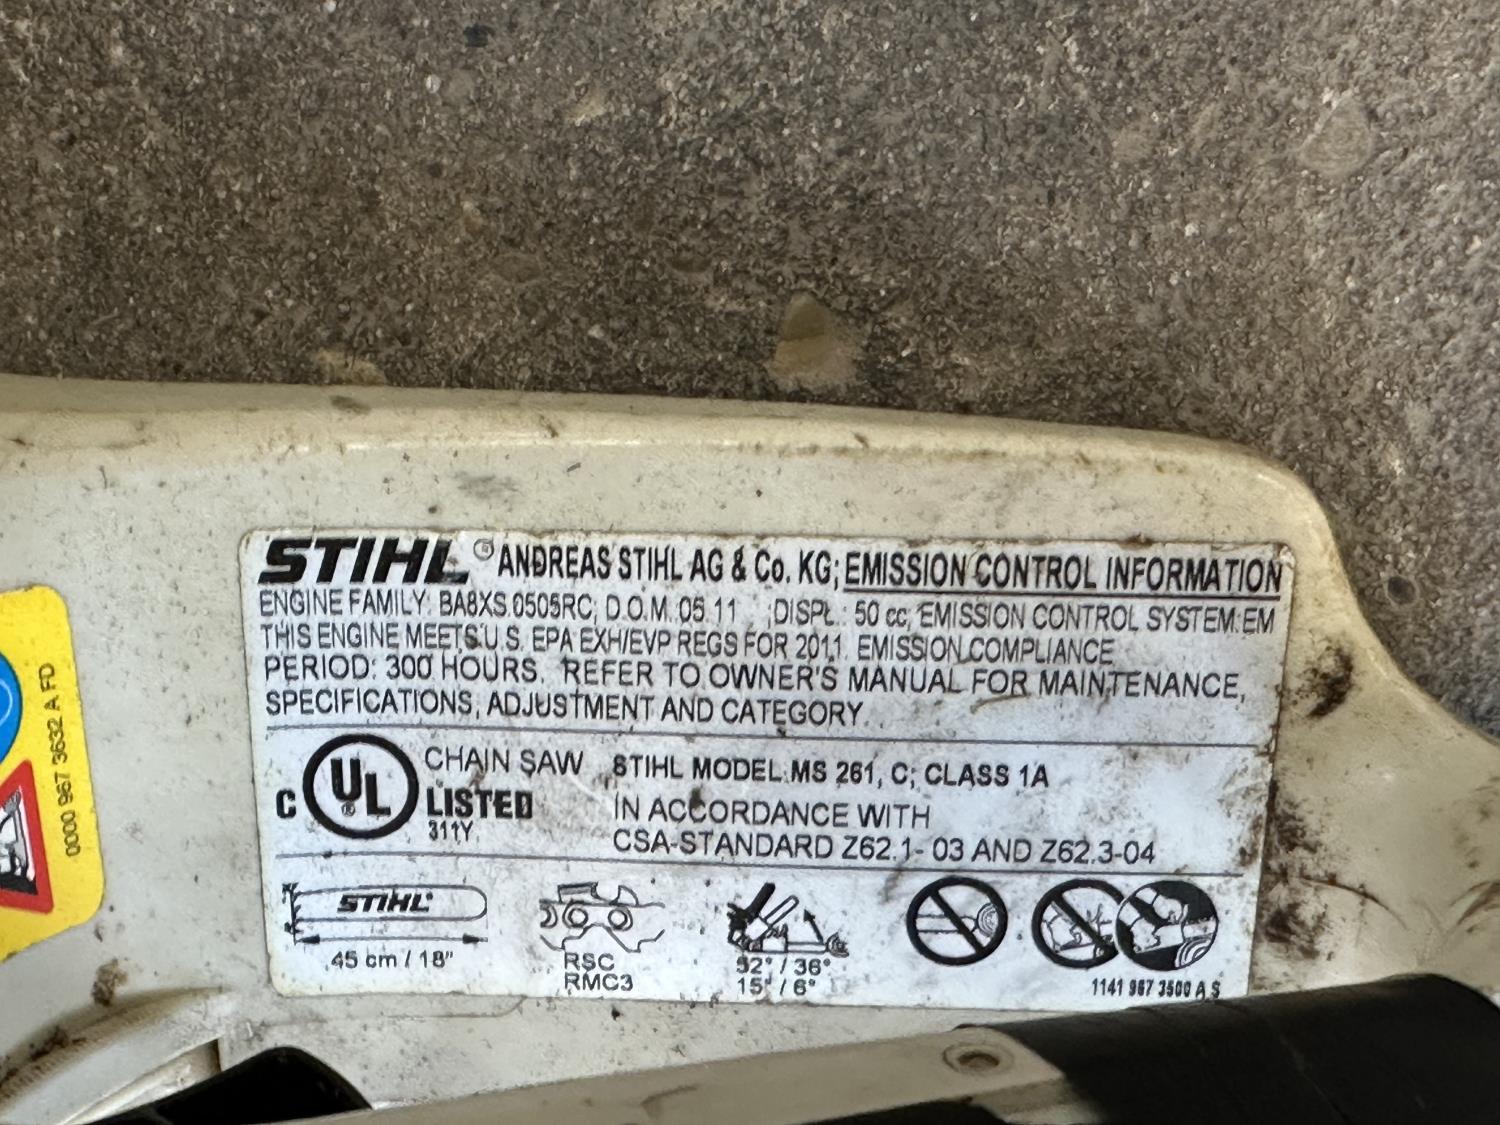 STIHL ® ANDREAS STIHL AG & Co. KG; EMISSION CONTROL INFORMATION
ENGINE FAMILY: BA8XS.0505RC; D.O.M. 05.11 ;DISPL.: 50 cc, EMISSION CONTROL SYSTEM:EM
THIS ENGINE MEETS U.S. EPA EXH/EVP REGS FOR 2011. EMISSION COMPLIANCE
PERIOD: 300 HOURS. REFER TO OWNER'S MANUAL FOR MAINTENANCE,
SPECIFICATIONS, ADJUSTMENT AND CATEGORY.
C UL ® CHAIN SAW
LISTED
311Y
STIHL MODEL MS 261, C; CLASS 1A
IN ACCORDANCE WITH
CSA-STANDARD Z62.1- 03 AND Z62.3-04
STIHL®
45 cm / 18"
RSC
RMC3
52° / 36°
15° / 6°
1141 967 3500 A S
0000 967 3632 A FD